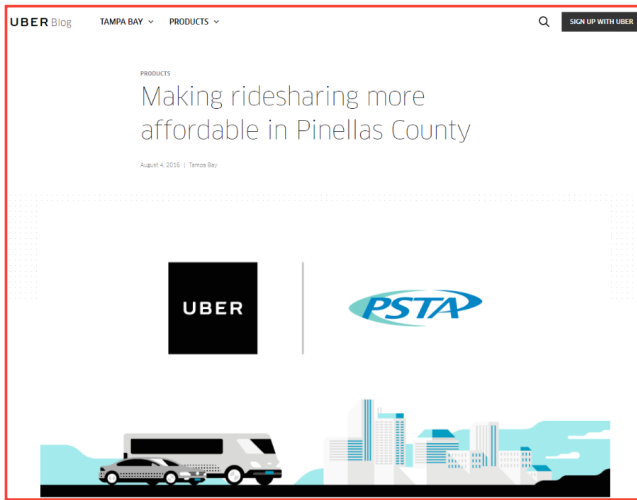 UBER Blog TAMPA BAY PRODUCTS SIGN UP WITH UBER
PRODUCTS
Making ridesharing more
affordable in Pinellas County
August 4, 2016 | Tampa Bay
UBER
PSTA